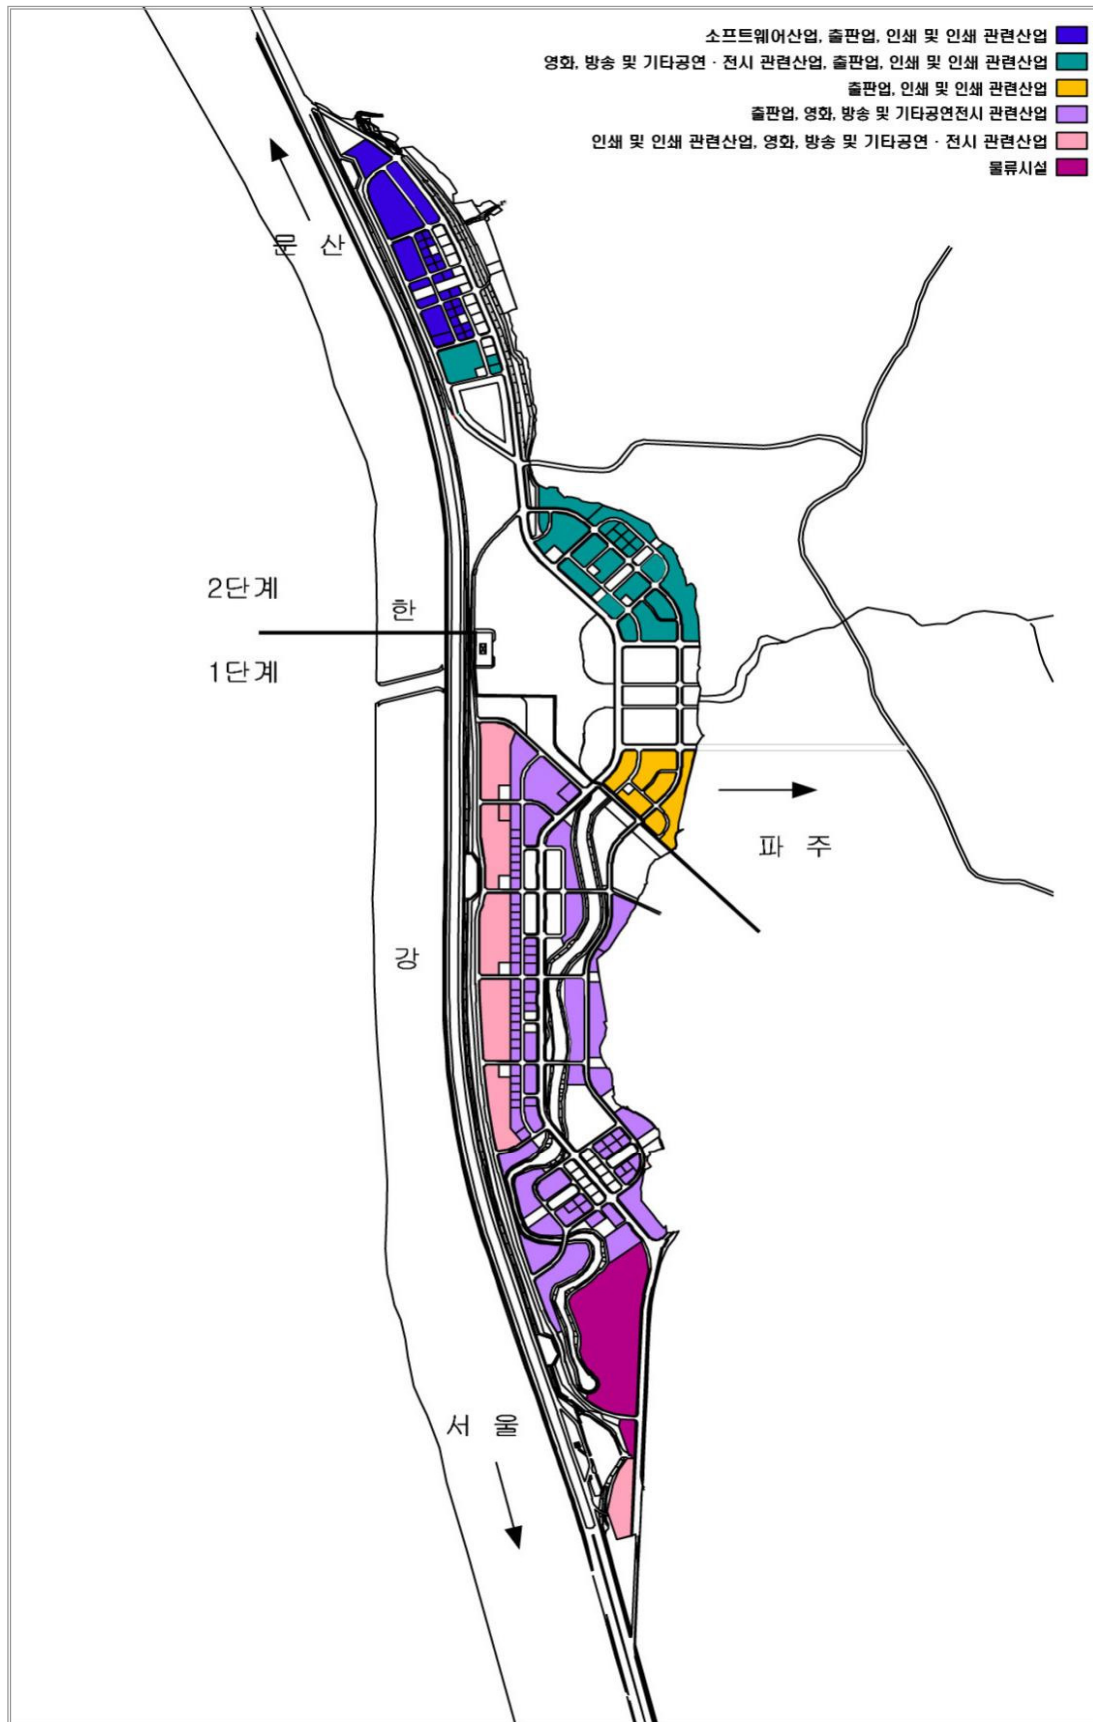 소프트웨어산업, 출판업, 인쇄 및 인쇄 관련산업
영화, 방송 및 기타공연 · 전시 관련산업, 출판업, 인쇄 및 인쇄 관련산업
출판업, 인쇄 및 인쇄 관련산업
출판업, 영화, 방송 및 기타공연전시 관련산업
인쇄 및 인쇄 관련산업, 영화, 방송 및 기타공연 · 전시 관련산업
물류시설
문 산
2단계
한
1단계
파 주
강
서 울